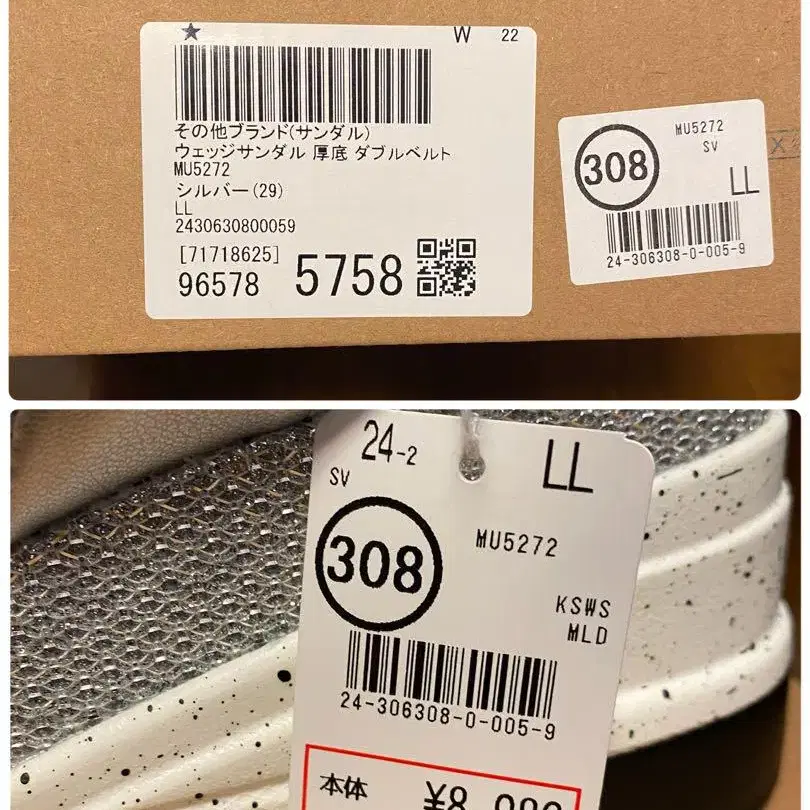 ★ W 22
その他ブランド(サンダル)
ウェッジサンダル 厚底 ダブルベルト
MU5272
シルバー(29)
LL
2430630800059
[71718625]
96578 5758
308
MU5272
SV
LL
24-306308-0-005-9
24-2
SV
LL
308
MU5272
KSWS
MLD
24-306308-0-005-9
本体